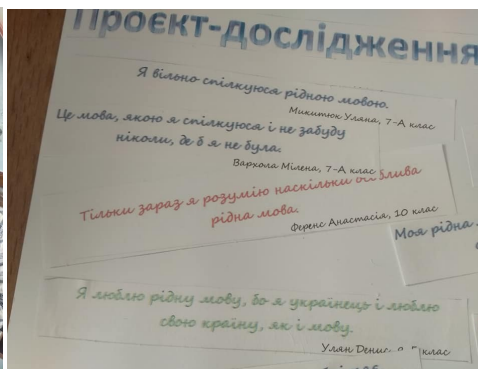 Проєкт-дослідження
Я вільно спілкуюся рідною мовою.
Микитюк Уляна, 7-А клас
Це мова, якою я спілкуюся і не забуду
ніколи, де б я не була.
Вархола Мілена, 7-А клас
Тільки зараз я розумію наскільки
рідна мова.
Ференс Анастасія, 10 клас
Моя рідна
Я люблю рідну мову, бо я українець і люблю
свою країну, як і мову.
Улян Денис клас